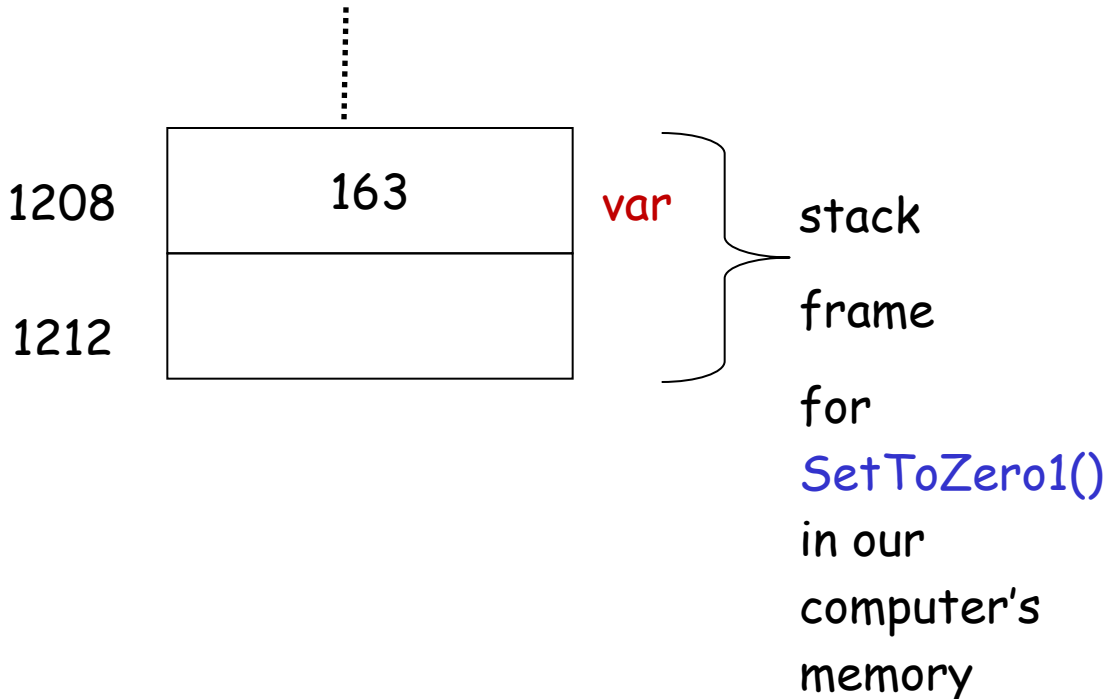 1208
163
var
1212
stack
frame
for
SetToZero1()
in our
computer’s
memory